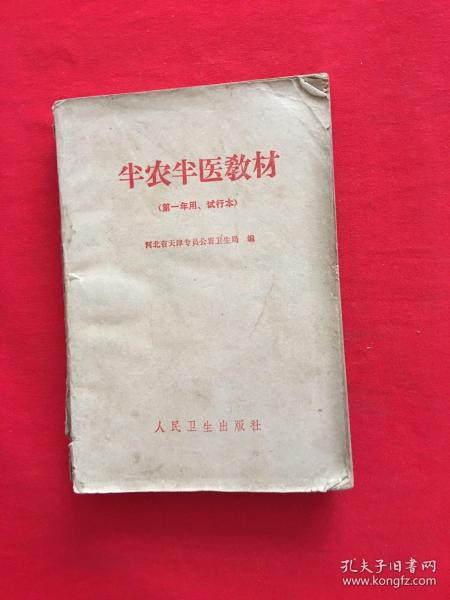 半农半医教材
(第一年用、试行本)
河北省天津专员公署卫生局 编
人民卫生出版社
孔夫子旧书网
www.kongfz.com